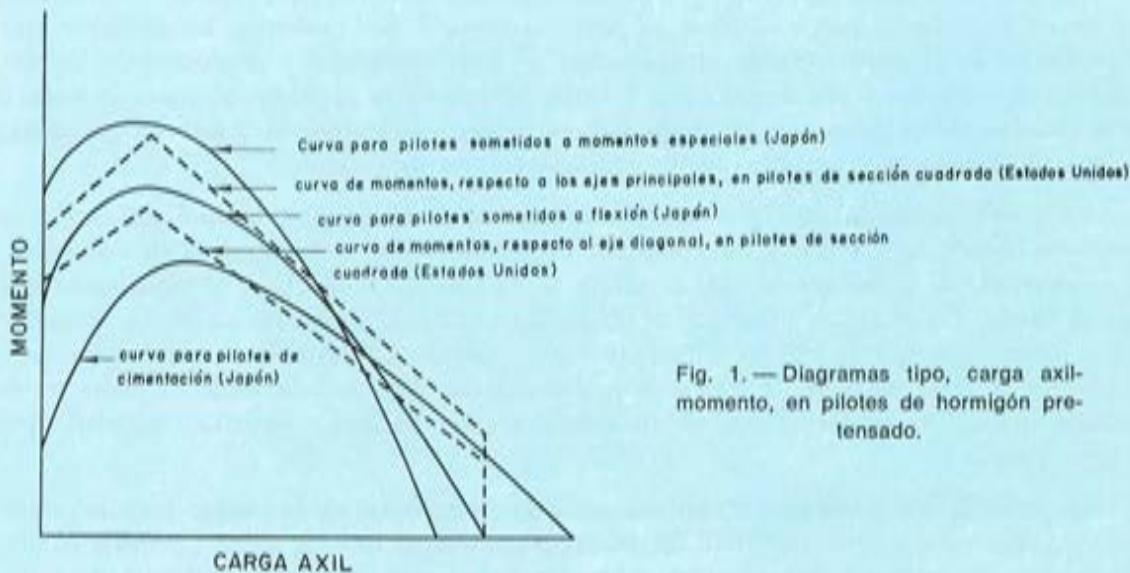 Curva para pilotes sometidos a momentos especiales (Japón)
curva de momentos, respecto a los ejes principales, en pilotes de sección cuadrada (Estados Unidos)
curva para pilotes sometidos a flexión (Japón)
curva de momentos, respecto al eje diagonal, en pilotes de sección
cuadrada (Estados Unidos)
MOMENTO
curva para pilotes de
cimentación (Japón)
Fig. 1. — Diagramas tipo, carga axil-
momento, en pilotes de hormigón pre-
tensado.
CARGA AXIL